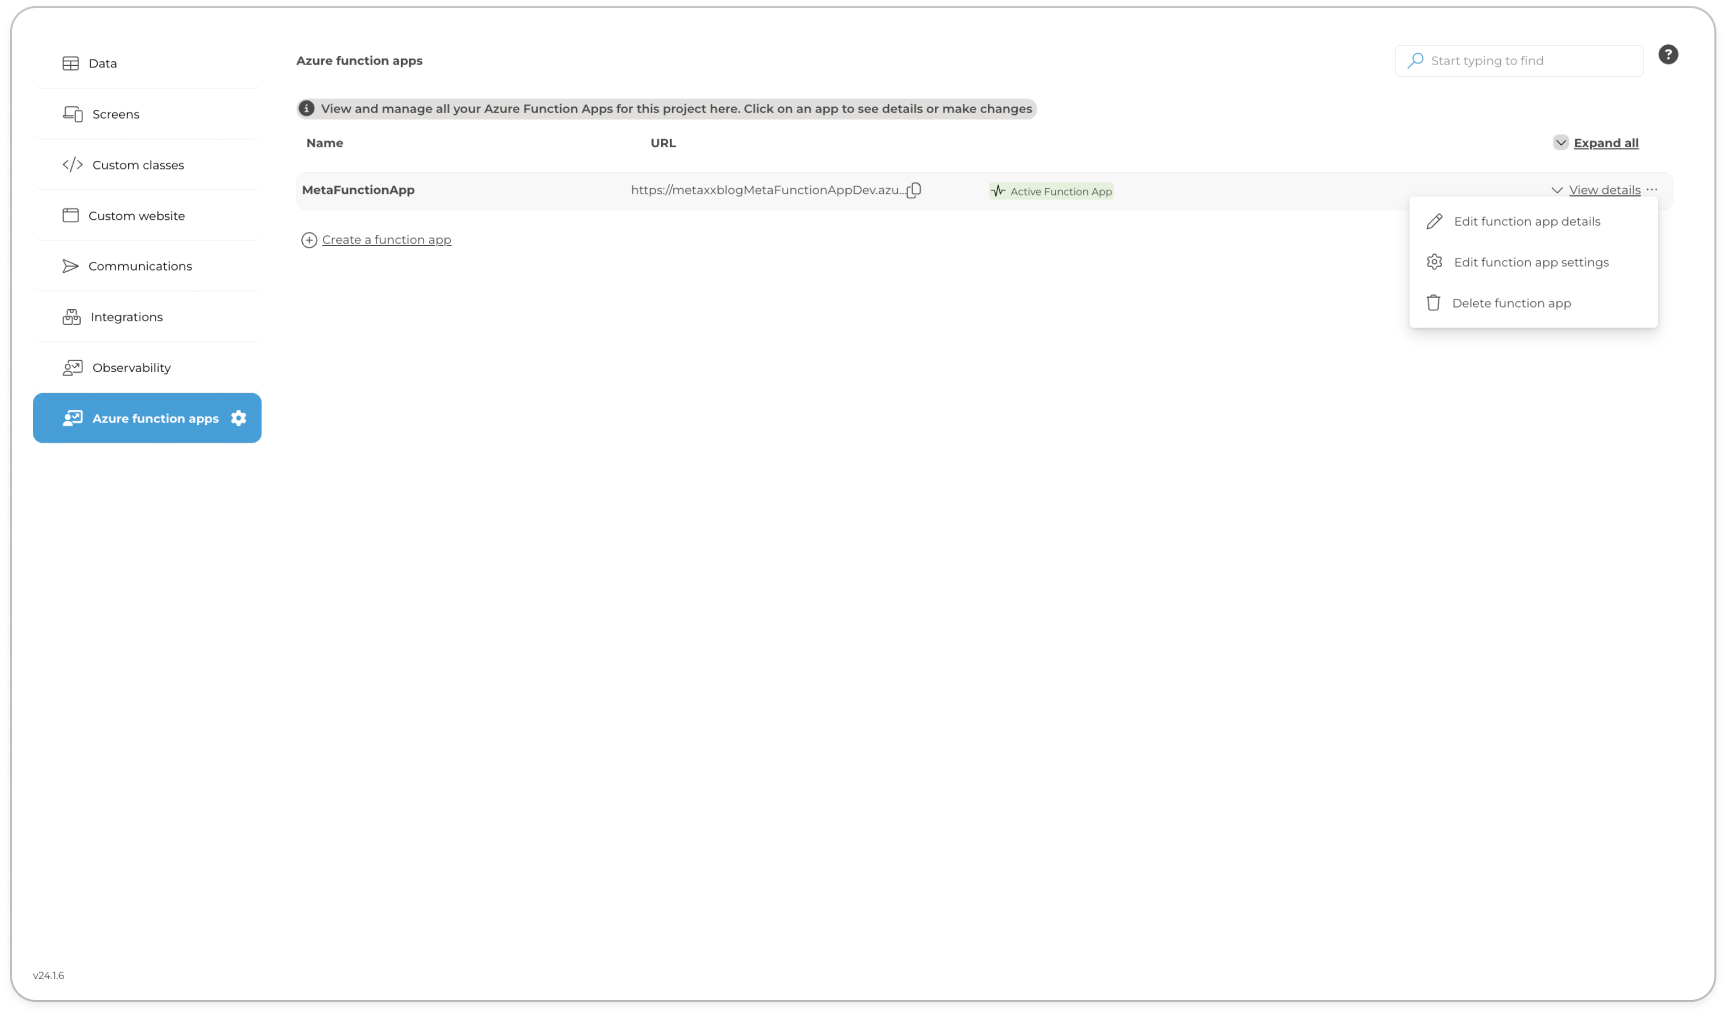 Data
Screens
Custom classes
Custom website
Communications
Integrations
Observability
Azure function apps
v24.1.6
Azure function apps
Start typing to find
?
i View and manage all your Azure Function Apps for this project here. Click on an app to see details or make changes
Name URL Expand all
MetaFunctionApp https://metaxxblogMetaFunctionAppDev.azu... Active Function App View details ...
Create a function app
Edit function app details
Edit function app settings
Delete function app